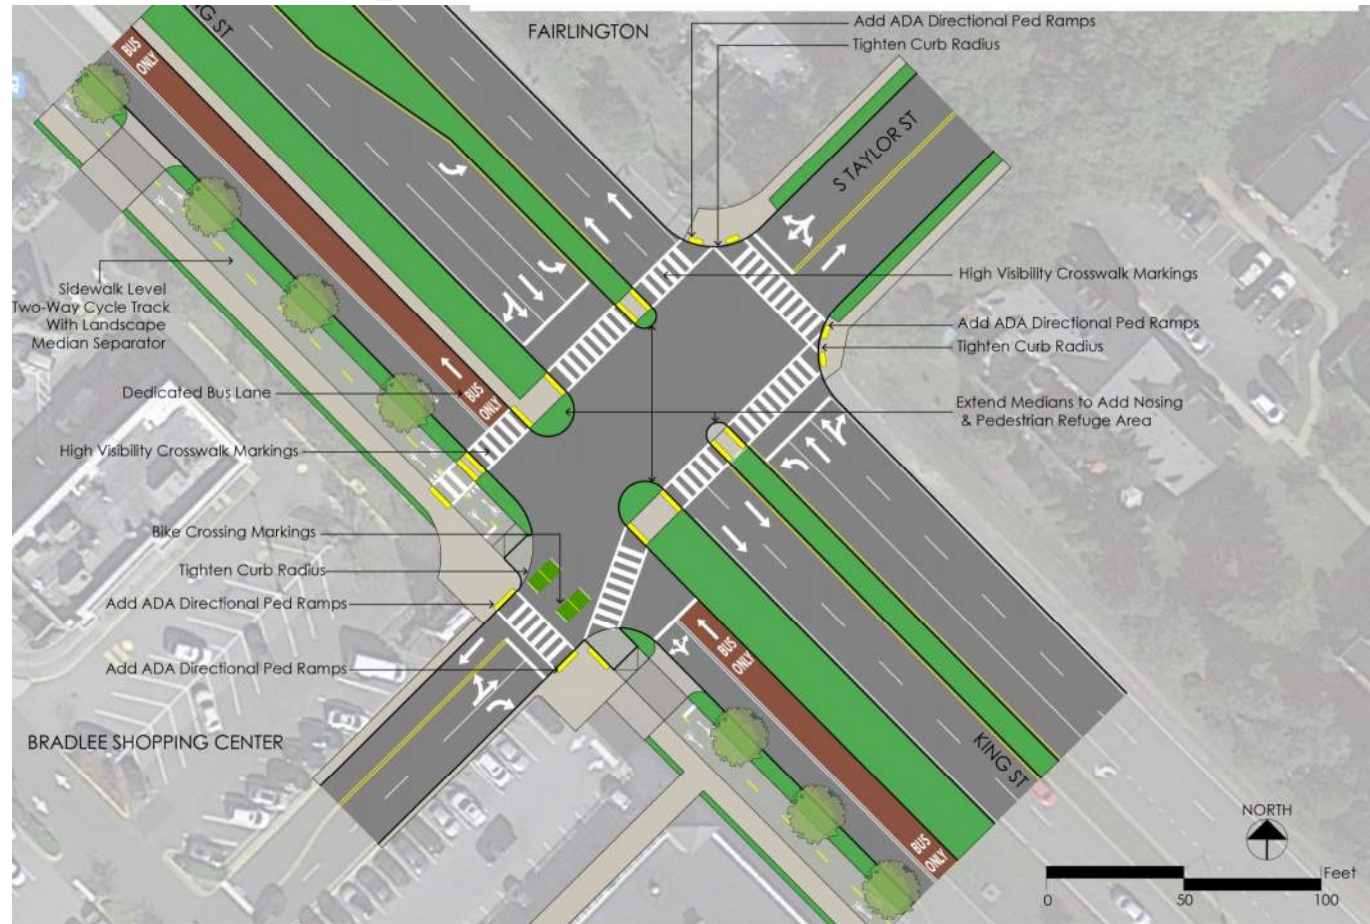 NG ST
FAIRLINGTON
Add ADA Directional Ped Ramps
Tighten Curb Radius
BUS
ONLY
S TAYLOR ST
High Visibility Crosswalk Markings
Sidewalk Level
Two-Way Cycle Track
With Landscape
Median Separator
Add ADA Directional Ped Ramps
Tighten Curb Radius
Dedicated Bus Lane
BUS
ONLY
Extend Medians to Add Nosing
& Pedestrian Refuge Area
High Visibility Crosswalk Markings
Bike Crossing Markings
Tighten Curb Radius
Add ADA Directional Ped Ramps
BUS
ONLY
Add ADA Directional Ped Ramps
BRADLEE SHOPPING CENTER
KING ST
NORTH
BUS
ONLY
Feet
0 50 100